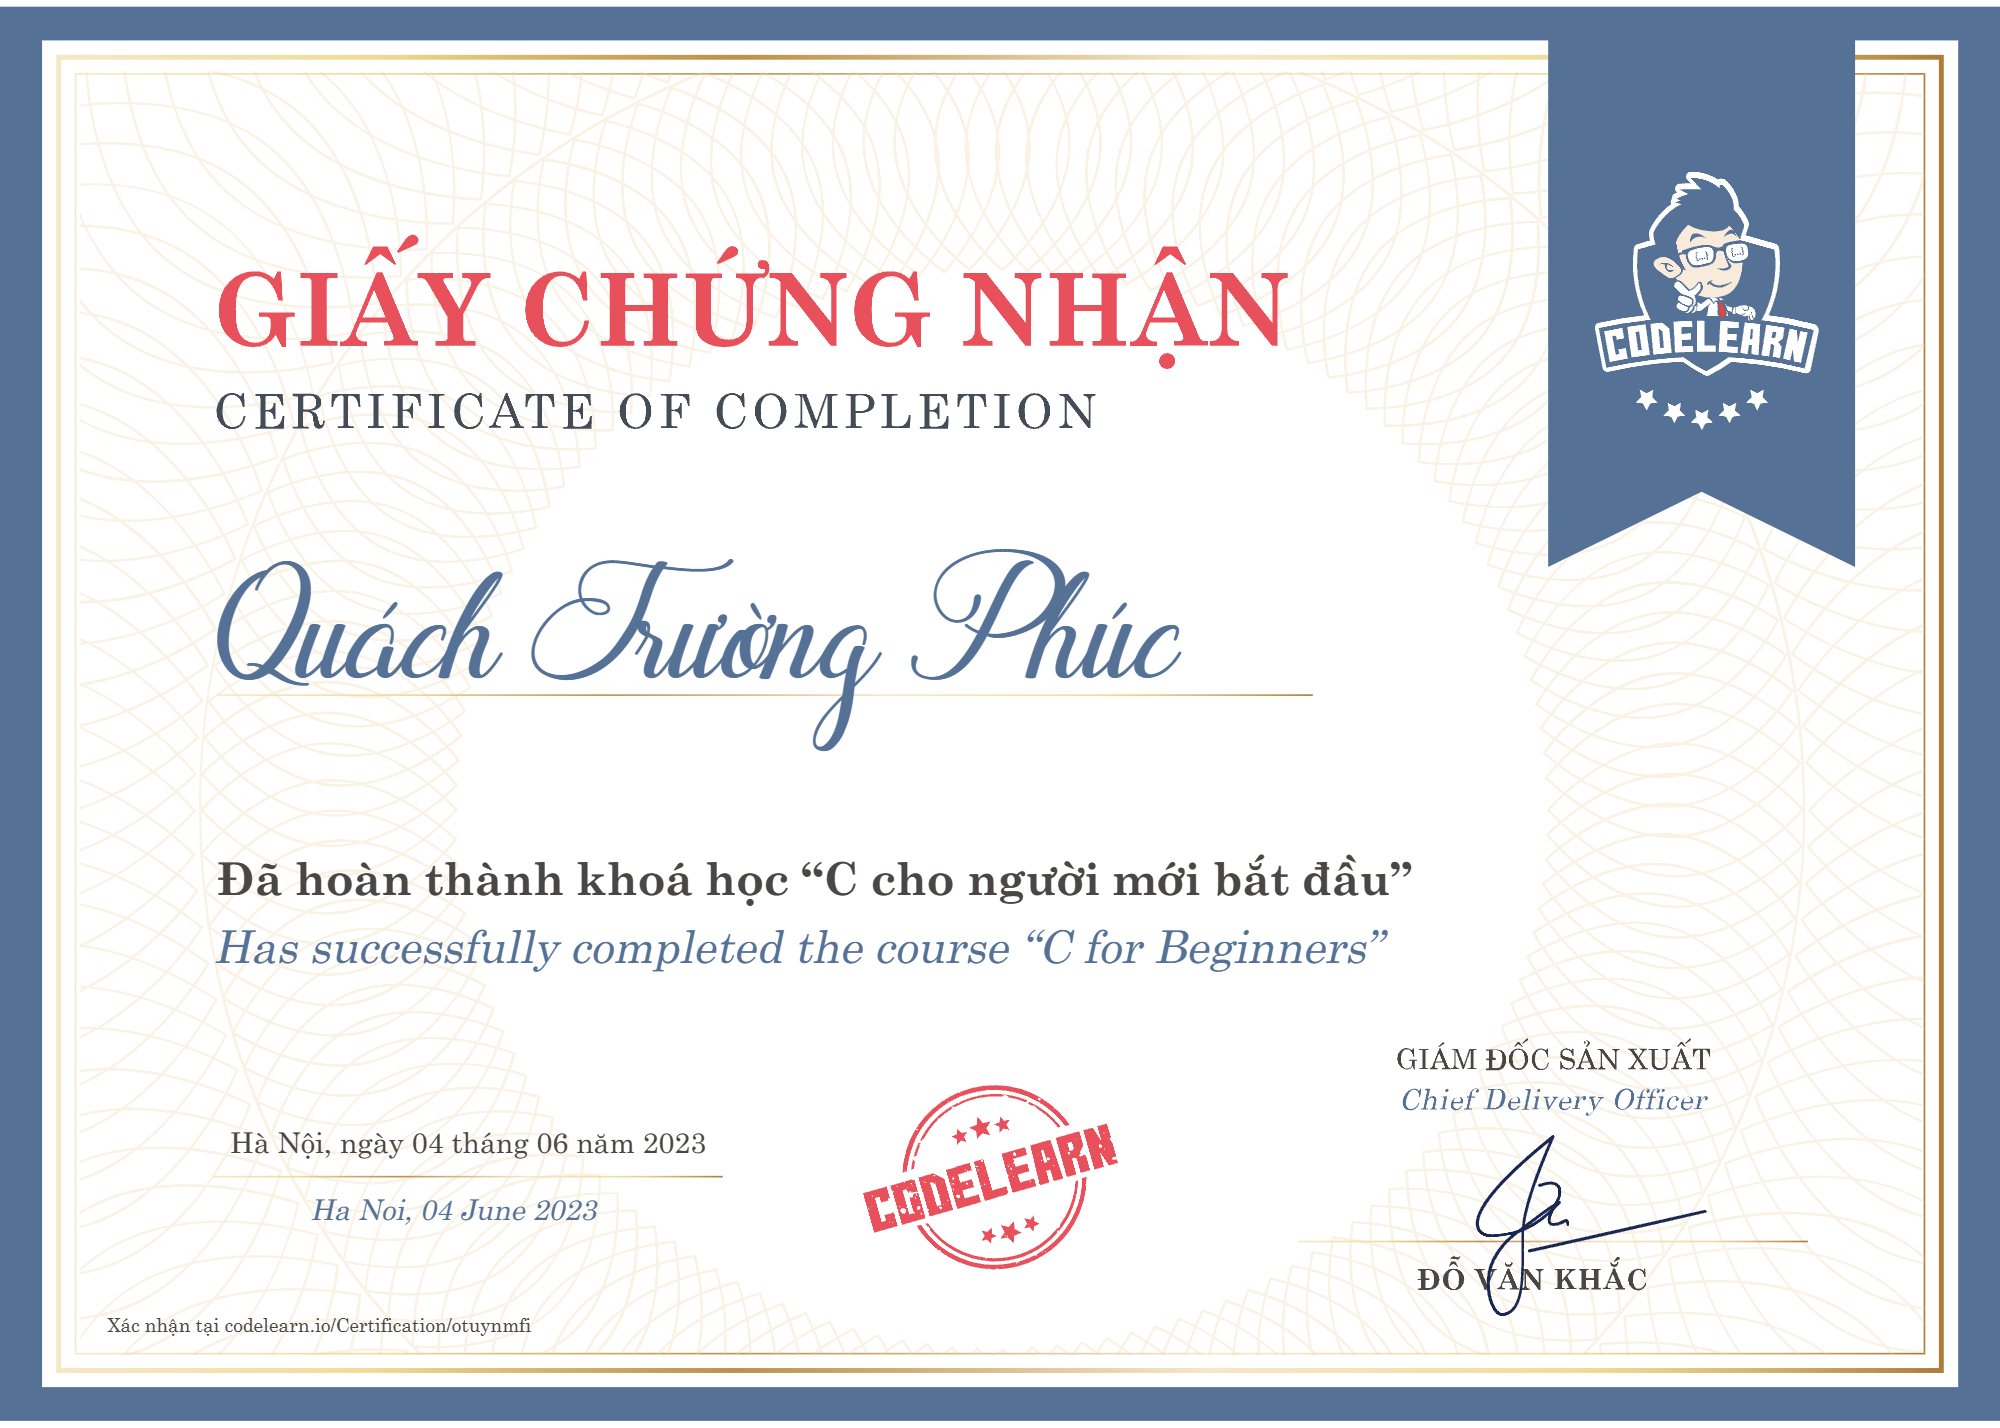 GIẤY CHỨNG NHẬN
CERTIFICATE OF COMPLETION
CODELEARN
Quách Trường Phúc
Đã hoàn thành khoá học “C cho người mới bắt đầu”
Has successfully completed the course “C for Beginners”
GIÁM ĐỐC SẢN XUẤT
Chief Delivery Officer
Hà Nội, ngày 04 tháng 06 năm 2023
Ha Noi, 04 June 2023
CODELEARN
ĐỖ VĂN KHẮC
Xác nhận tại codelearn.io/Certification/otuynmfi